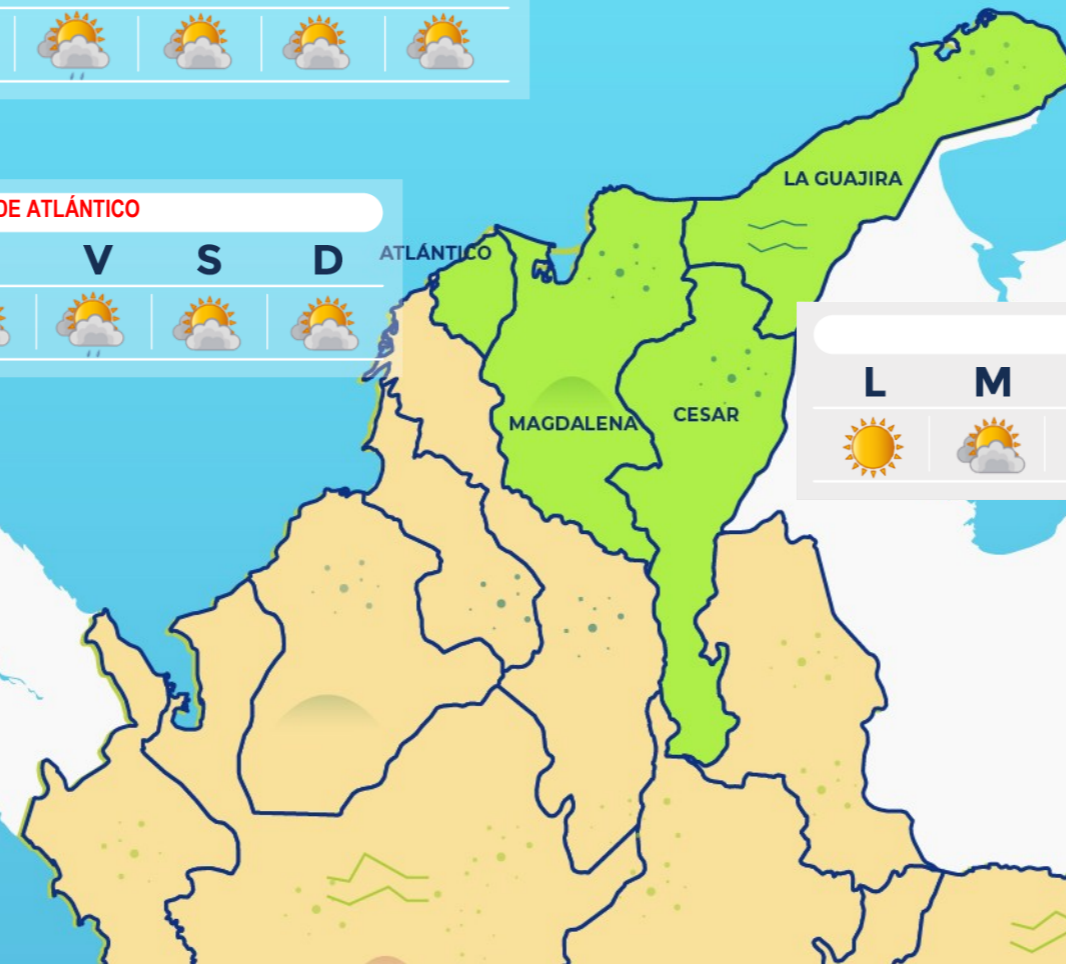 LA GUAJIRA
DE ATLÁNTICO
V S D
ATLÁNTICO
L M
MAGDALENA
CESAR